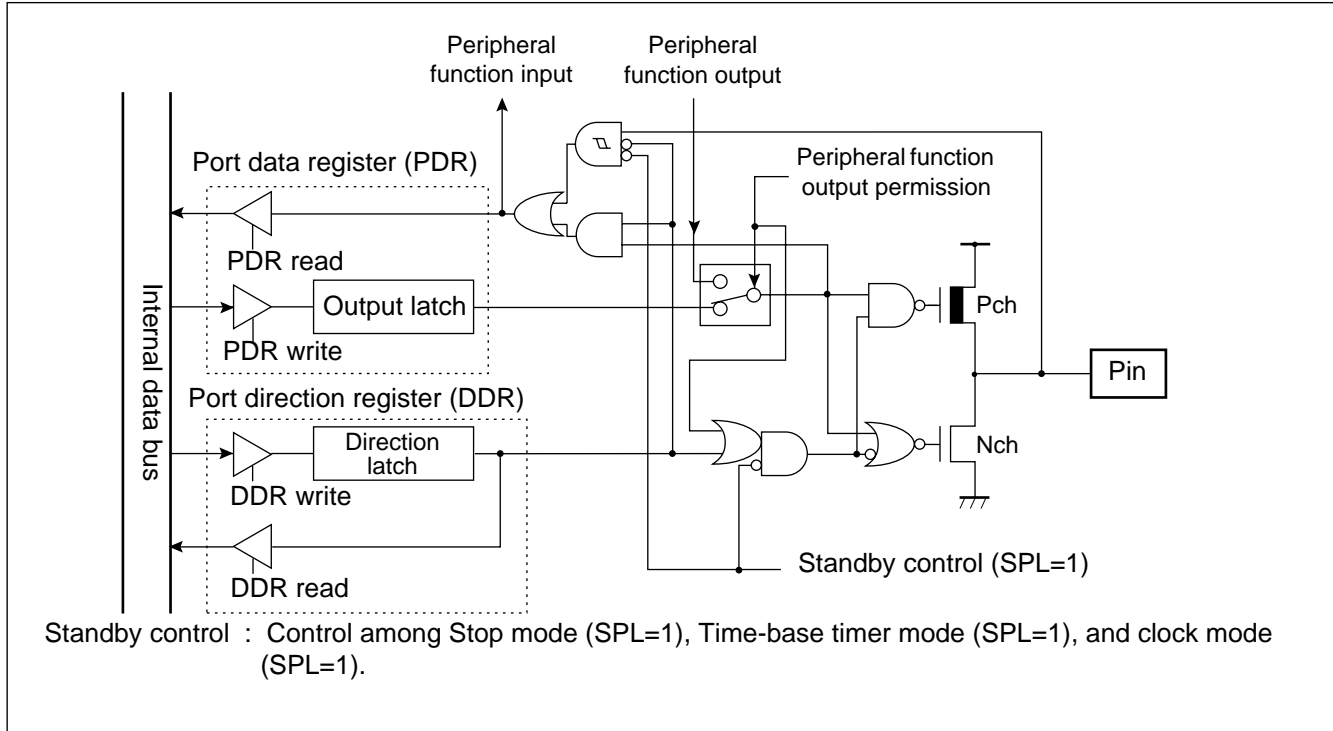 Peripheral
function input
Peripheral
function output
Port data register (PDR)
Peripheral function
output permission
PDR read
Output latch
Pch
PDR write
Internal data bus
Pin
Port direction register (DDR)
Direction
latch
Nch
DDR write
Standby control (SPL=1)
DDR read
Standby control : Control among Stop mode (SPL=1), Time-base timer mode (SPL=1), and clock mode
(SPL=1).